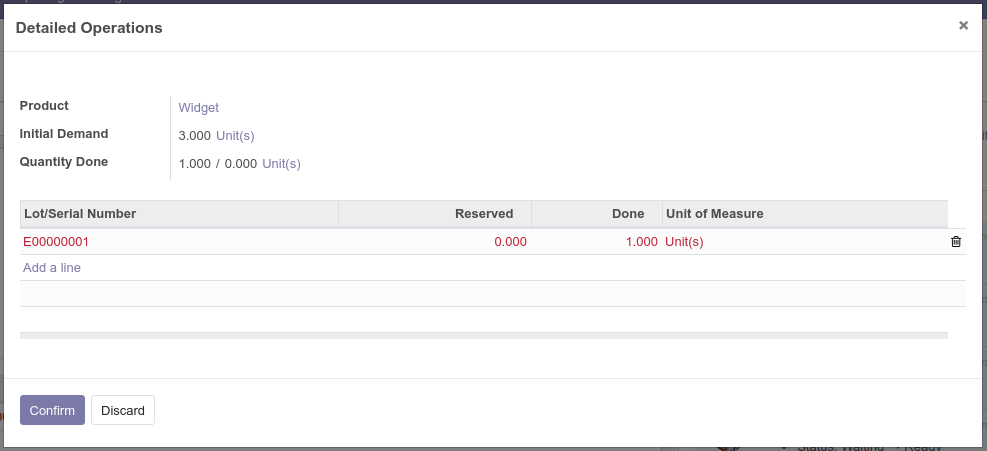 Detailed Operations ×
Product Widget
Initial Demand 3.000 Unit(s)
Quantity Done 1.000 / 0.000 Unit(s)
Lot/Serial Number Reserved Done Unit of Measure
E00000001 0.000 1.000 Unit(s)
Add a line
Confirm Discard